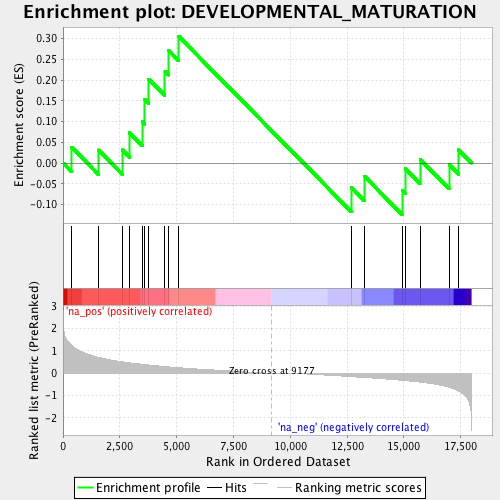 Enrichment plot: DEVELOPMENTAL_MATURATION
Enrichment score (ES)
0.30
0.25
0.20
0.15
0.10
0.05
0.00
-0.05
-0.10
'na_pos' (positively correlated)
Ranked list metric (PreRanked)
3
2
1
0
-1
-2
Zero cross at 9177
'na_neg' (negatively correlated)
0 2,500 5,000 7,500 10,000 12,500 15,000 17,500
Rank in Ordered Dataset
Enrichment profile Hits Ranking metric scores